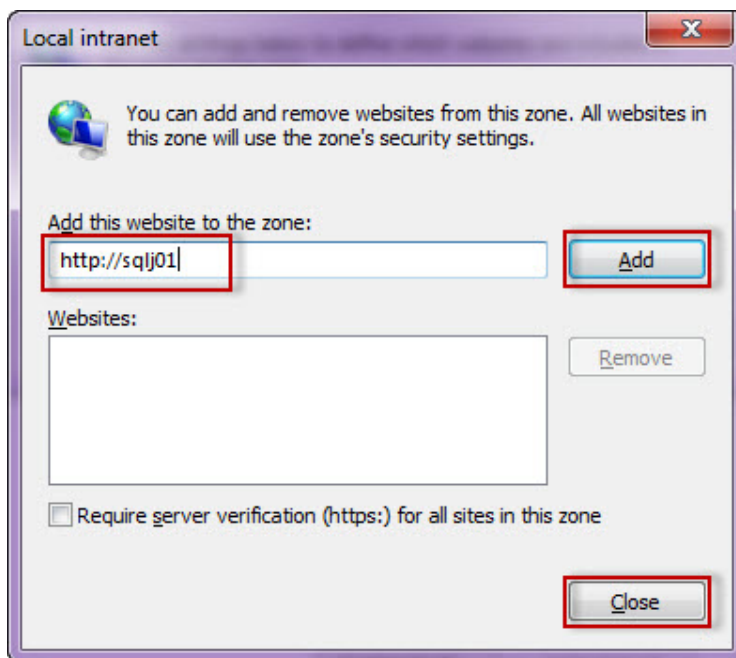 Local intranet
You can add and remove websites from this zone. All websites in
this zone will use the zone's security settings.
Add this website to the zone:
http://sqlj01
Add
Websites:
Remove
Require server verification (https:) for all sites in this zone
Close